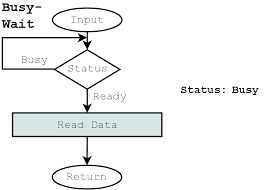 Busy-
Wait
Input
Busy
Status
Status: Busy
Ready
Read Data
Return